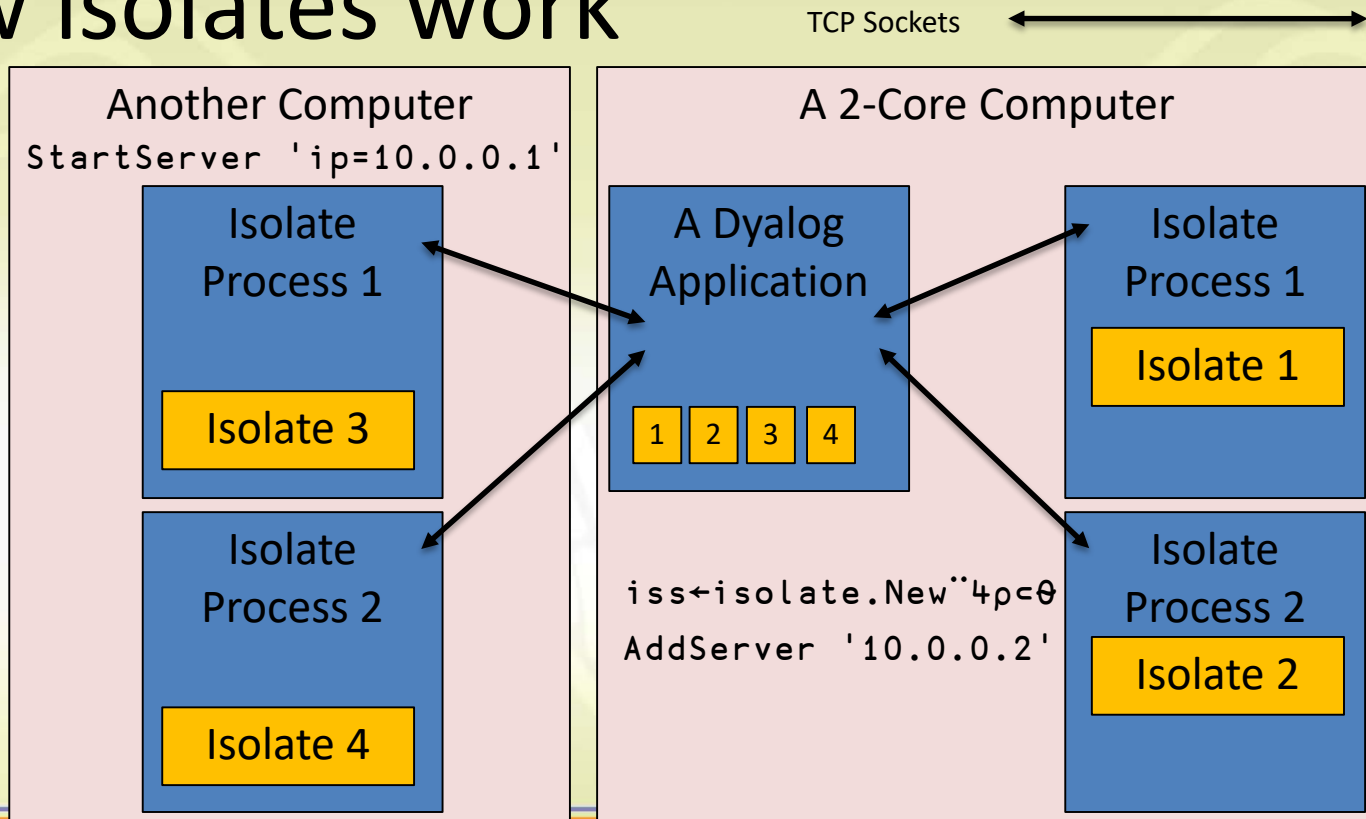 isolates work
TCP Sockets
Another Computer
StartServer 'ip=10.0.0.1'
Isolate
Process 1
Isolate 3
Isolate
Process 2
Isolate 4
A 2-Core Computer
A Dyalog
Application
1 2 3 4
iss←isolate.New¨4⍴⊂⍬
AddServer '10.0.0.2'
Isolate
Process 1
Isolate 1
Isolate
Process 2
Isolate 2